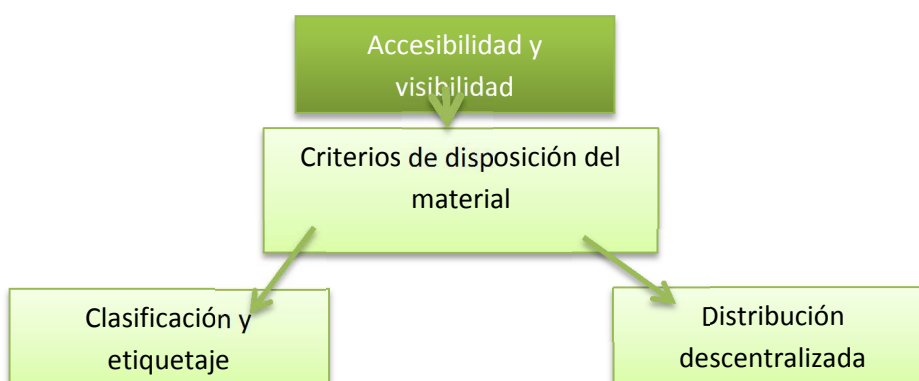 Accesibilidad y
visibilidad
Criterios de disposición del
material
Clasificación y
etiquetaje
Distribución
descentralizada